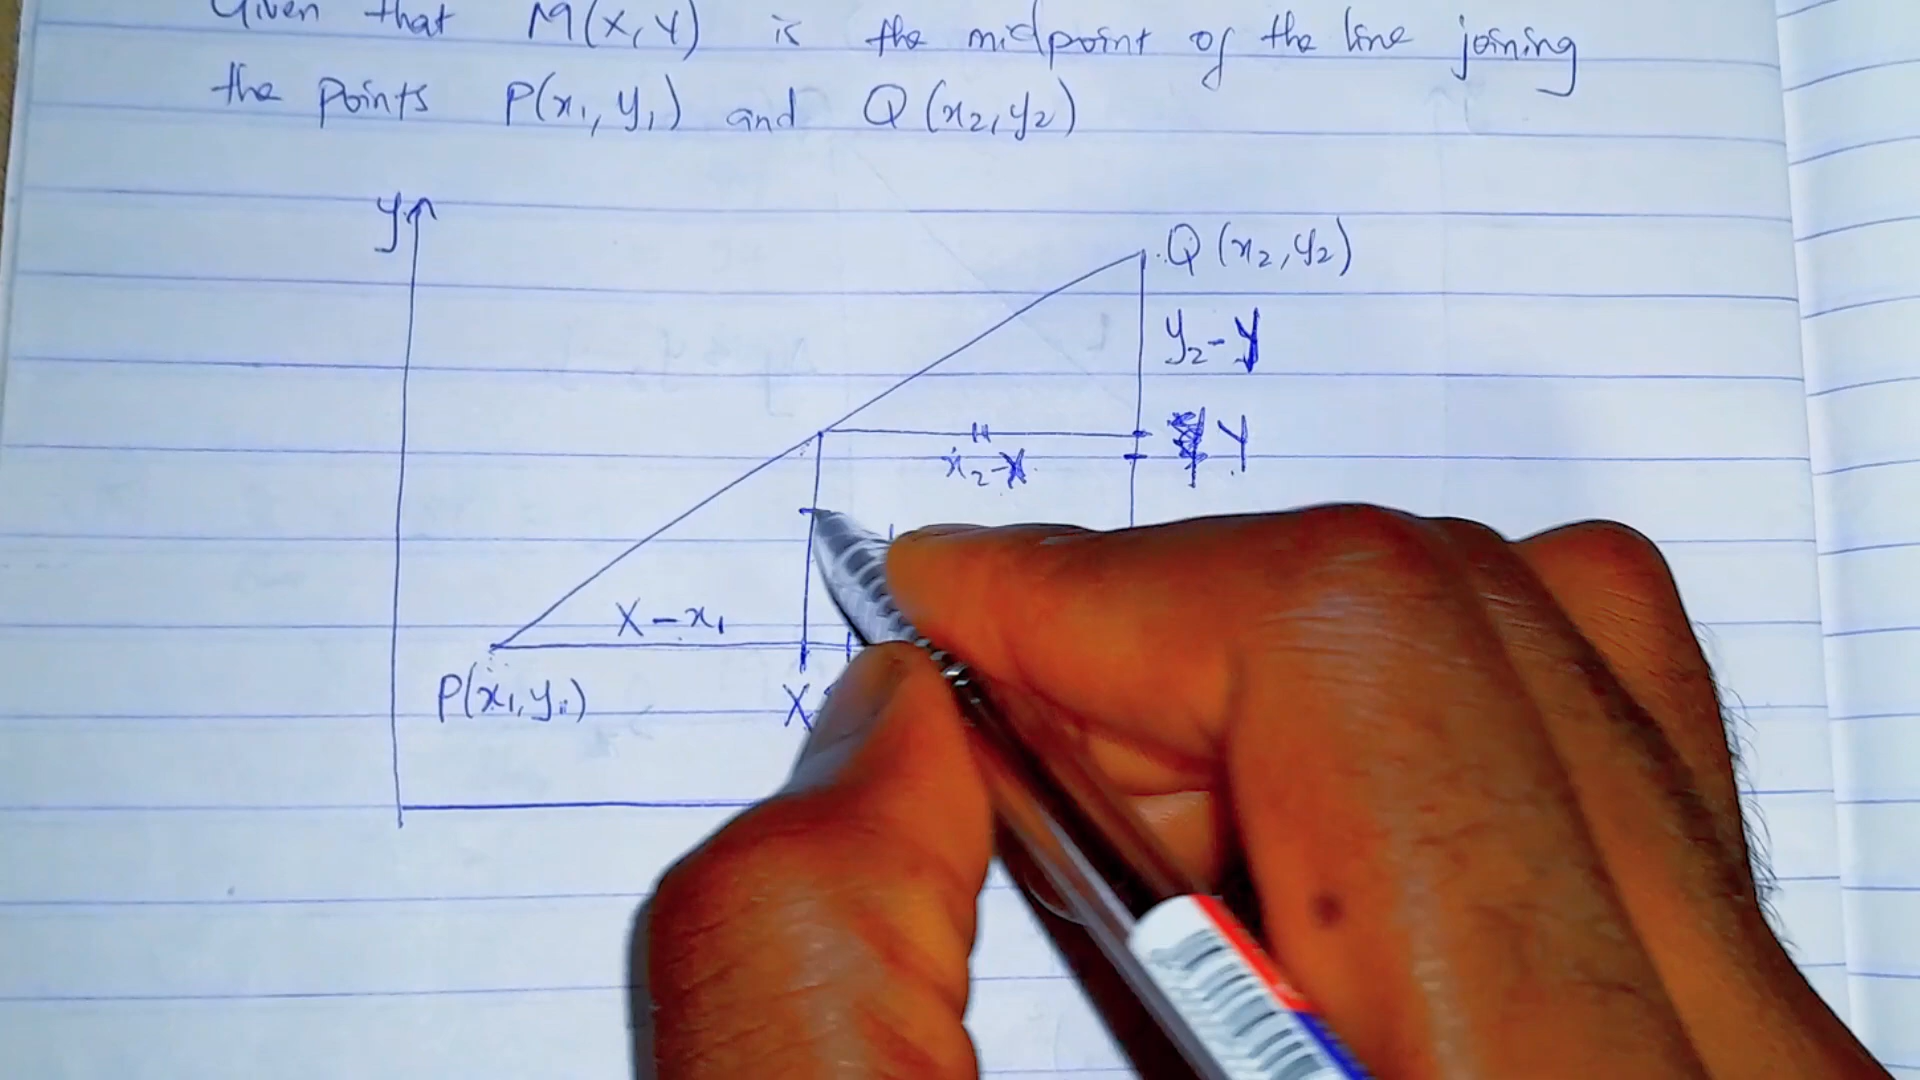 Given that M(X, Y) is the midpoint of the line joining
the points P(x₁, y₁) and Q(x₂, y₂)
y
Q(x₂, y₂)
y₂-y
Y
x₂-X
X-x₁
P(x₁, y₁)
X